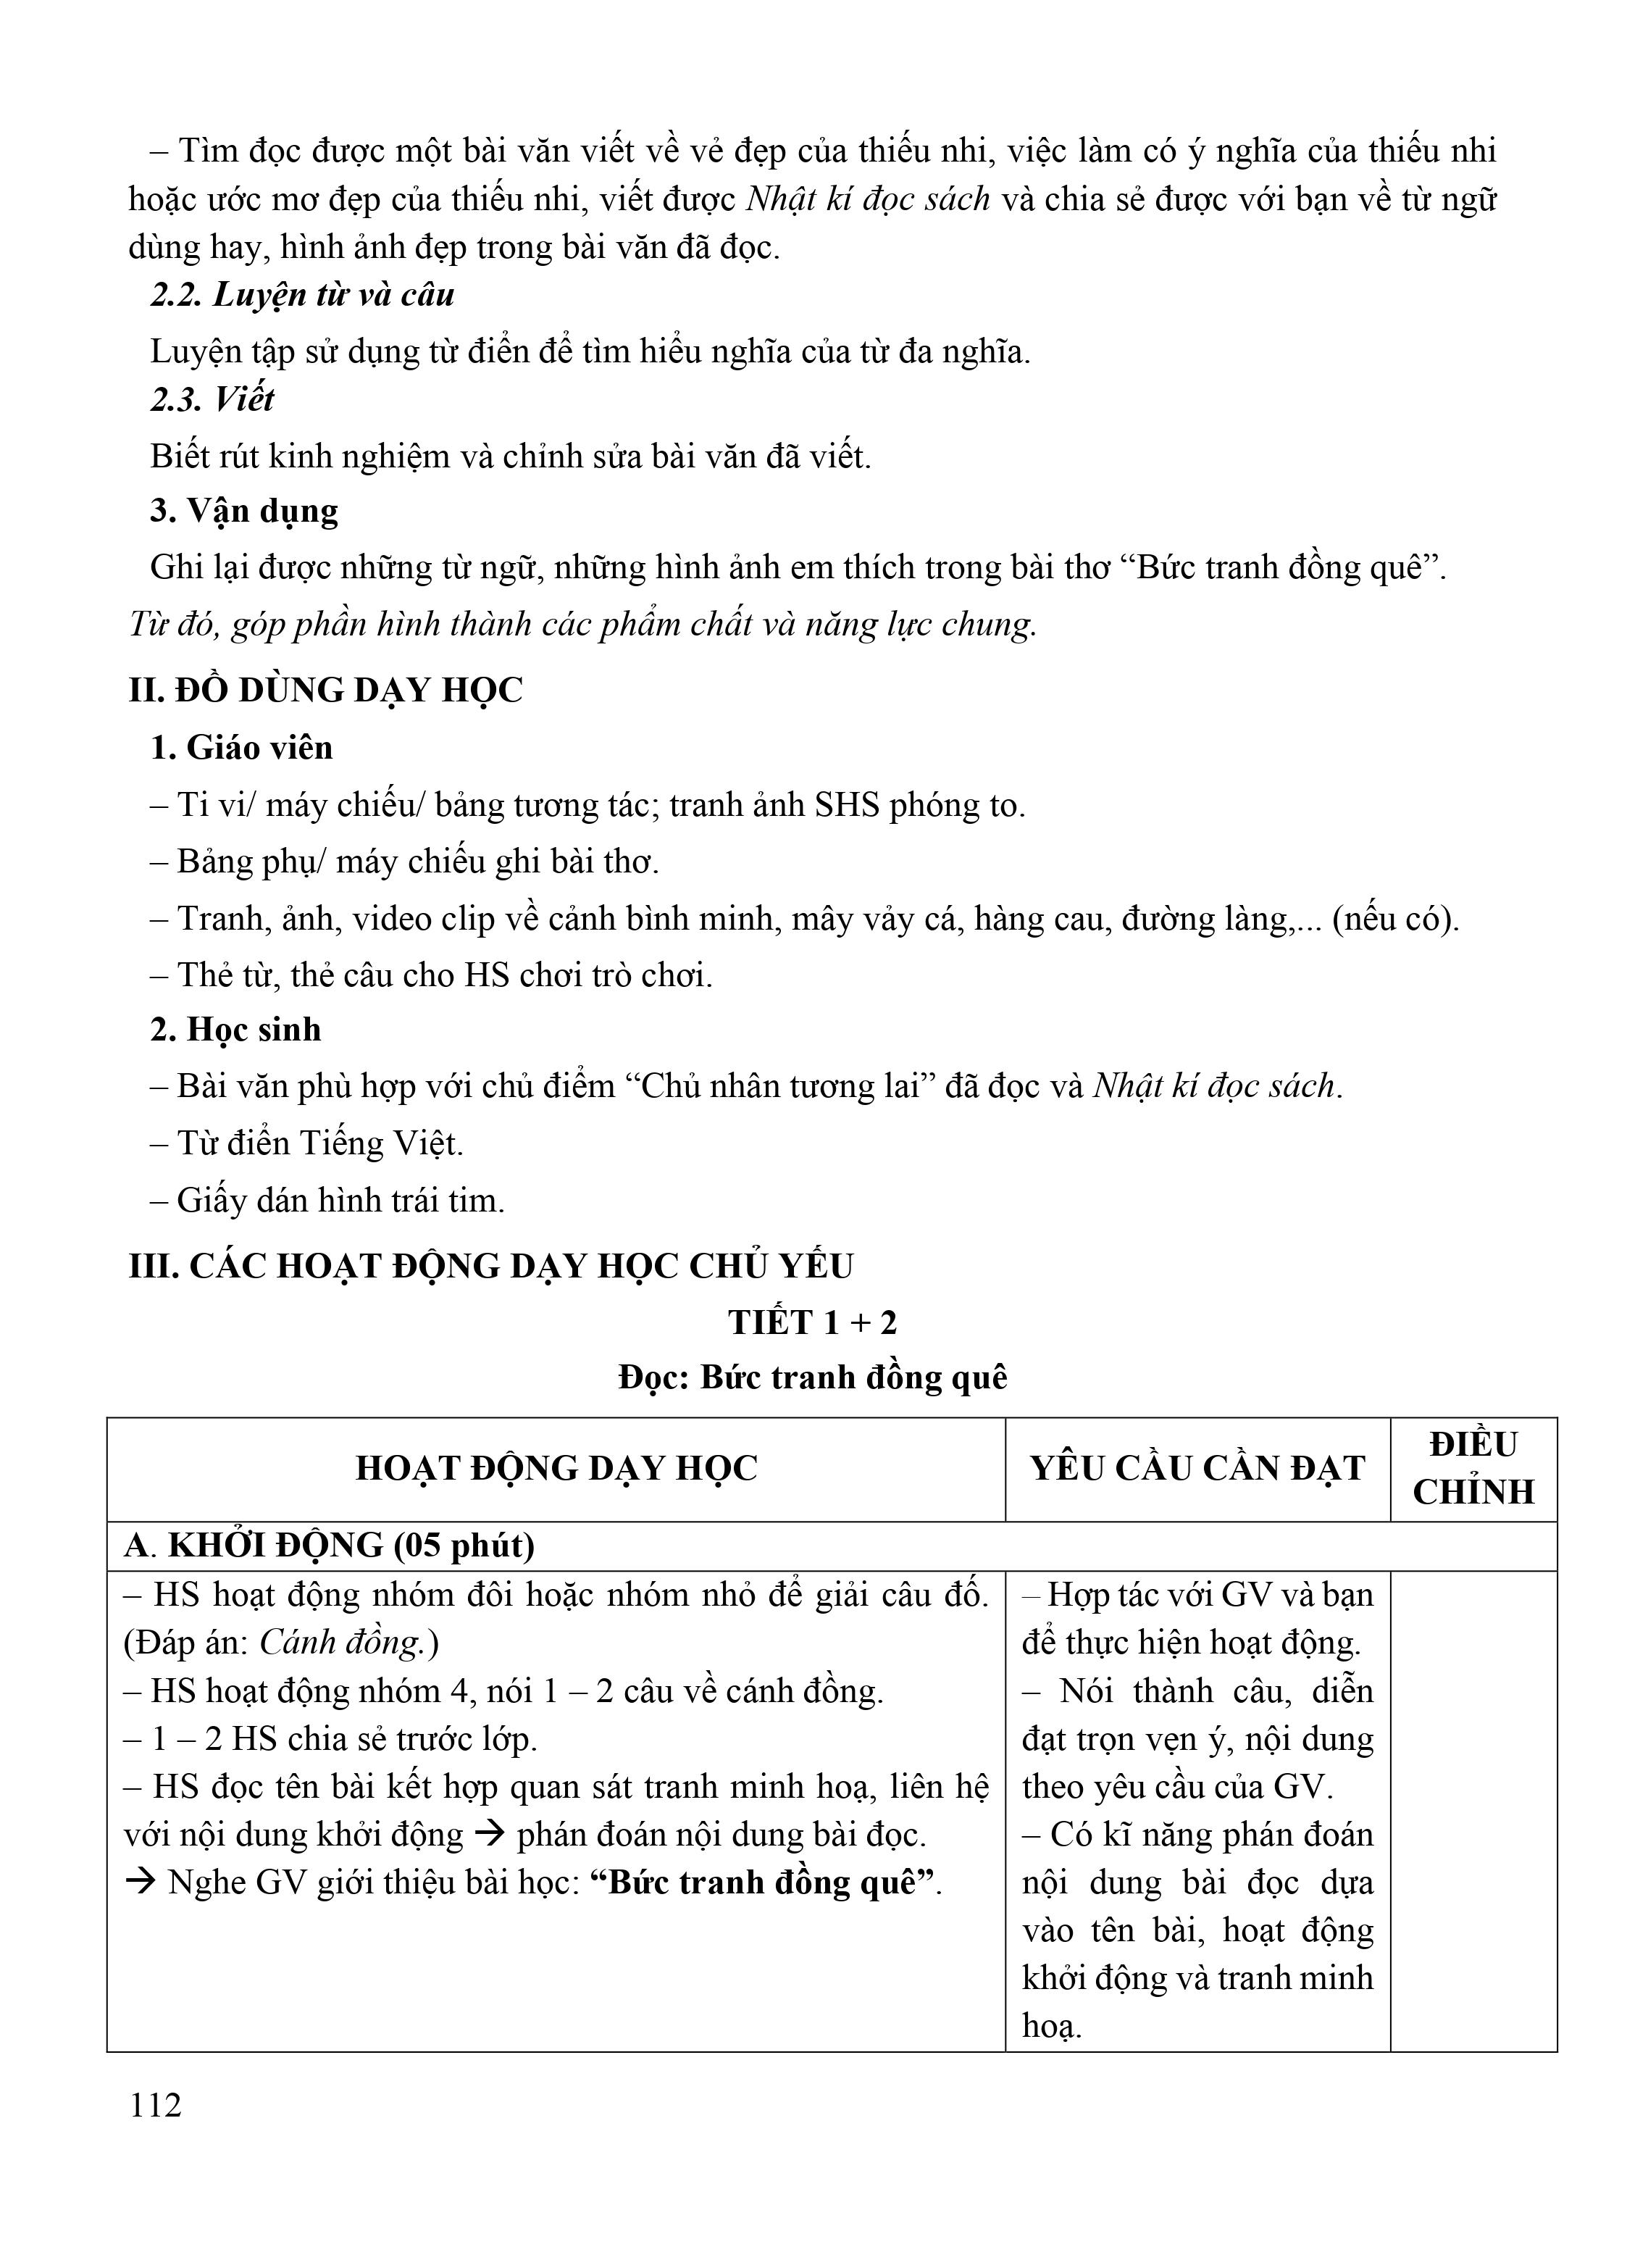 – Tìm đọc được một bài văn viết về vẻ đẹp của thiếu nhi, việc làm có ý nghĩa của thiếu nhi
hoặc ước mơ đẹp của thiếu nhi, viết được Nhật kí đọc sách và chia sẻ được với bạn về từ ngữ
dùng hay, hình ảnh đẹp trong bài văn đã đọc.
2.2. Luyện từ và câu
Luyện tập sử dụng từ điển để tìm hiểu nghĩa của từ đa nghĩa.
2.3. Viết
Biết rút kinh nghiệm và chỉnh sửa bài văn đã viết.
3. Vận dụng
Ghi lại được những từ ngữ, những hình ảnh em thích trong bài thơ “Bức tranh đồng quê”.
Từ đó, góp phần hình thành các phẩm chất và năng lực chung.
II. ĐỒ DÙNG DẠY HỌC
1. Giáo viên
– Ti vi/ máy chiếu/ bảng tương tác; tranh ảnh SHS phóng to.
– Bảng phụ/ máy chiếu ghi bài thơ.
– Tranh, ảnh, video clip về cảnh bình minh, mây vảy cá, hàng cau, đường làng,... (nếu có).
– Thẻ từ, thẻ câu cho HS chơi trò chơi.
2. Học sinh
– Bài văn phù hợp với chủ điểm “Chủ nhân tương lai” đã đọc và Nhật kí đọc sách.
– Từ điển Tiếng Việt.
– Giấy dán hình trái tim.
III. CÁC HOẠT ĐỘNG DẠY HỌC CHỦ YẾU
TIẾT 1 + 2
Đọc: Bức tranh đồng quê
HOẠT ĐỘNG DẠY HỌC
YÊU CẦU CẦN ĐẠT
ĐIỀU
CHỈNH
A. KHỞI ĐỘNG (05 phút)
– HS hoạt động nhóm đôi hoặc nhóm nhỏ để giải câu đố.
(Đáp án: Cánh đồng.)
– HS hoạt động nhóm 4, nói 1 – 2 câu về cánh đồng.
– 1 – 2 HS chia sẻ trước lớp.
– HS đọc tên bài kết hợp quan sát tranh minh hoạ, liên hệ
với nội dung khởi động → phán đoán nội dung bài đọc.
→ Nghe GV giới thiệu bài học: “Bức tranh đồng quê”.
– Hợp tác với GV và bạn
để thực hiện hoạt động.
– Nói thành câu, diễn
đạt trọn vẹn ý, nội dung
theo yêu cầu của GV.
– Có kĩ năng phán đoán
nội dung bài đọc dựa
vào tên bài, hoạt động
khởi động và tranh minh
hoạ.
112